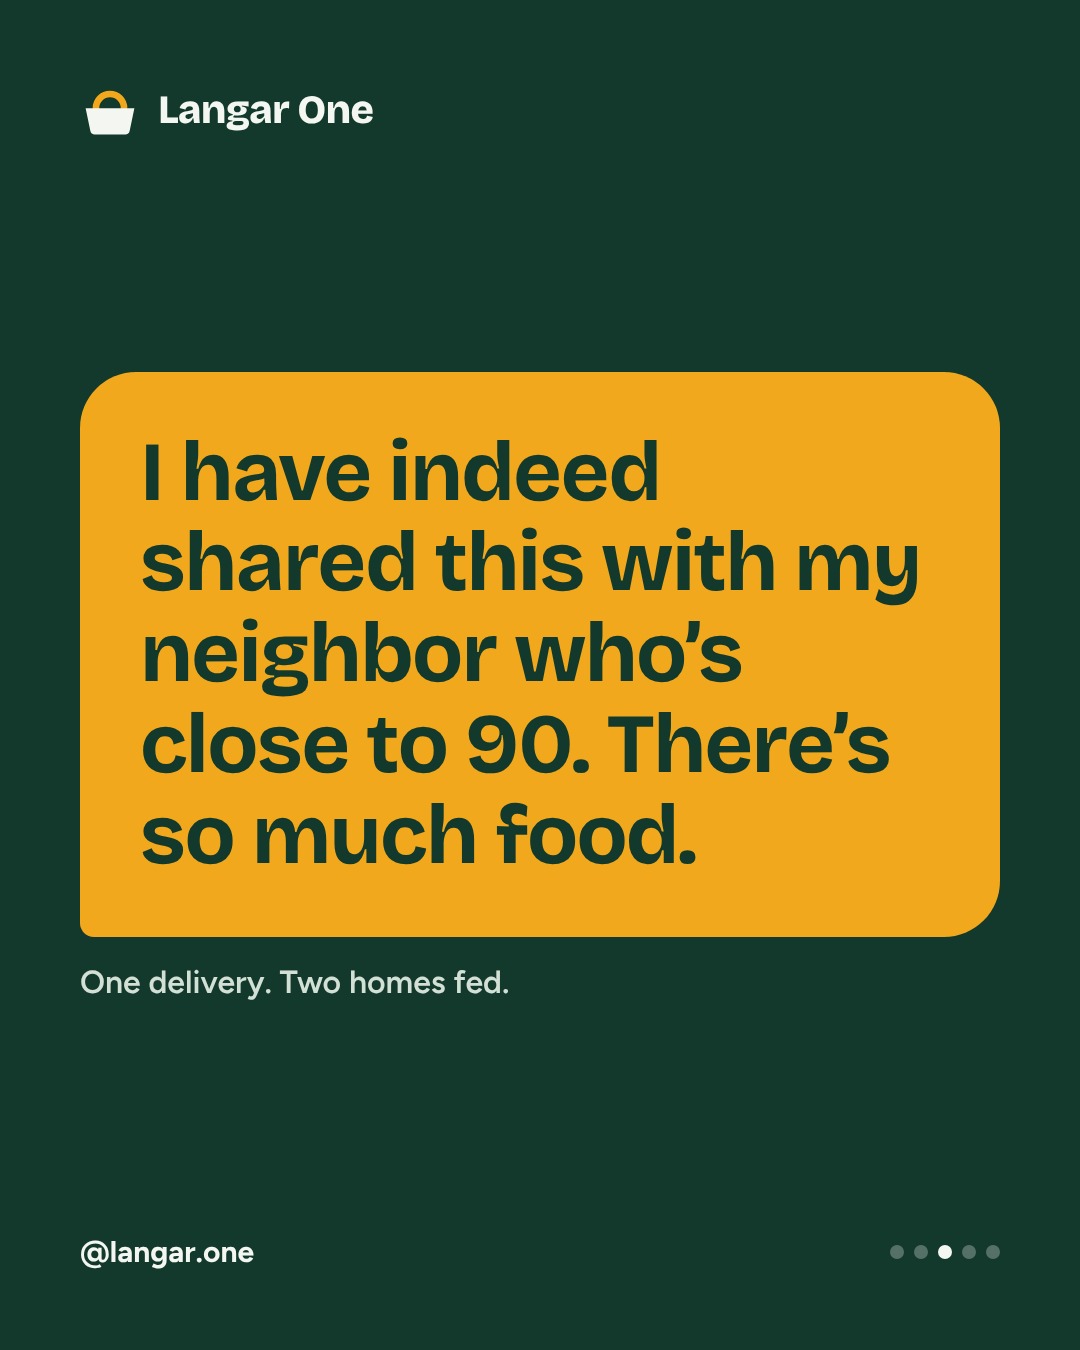 Langar One
I have indeed
shared this with my
neighbor who’s
close to 90. There’s
so much food.
One delivery. Two homes fed.
@langar.one